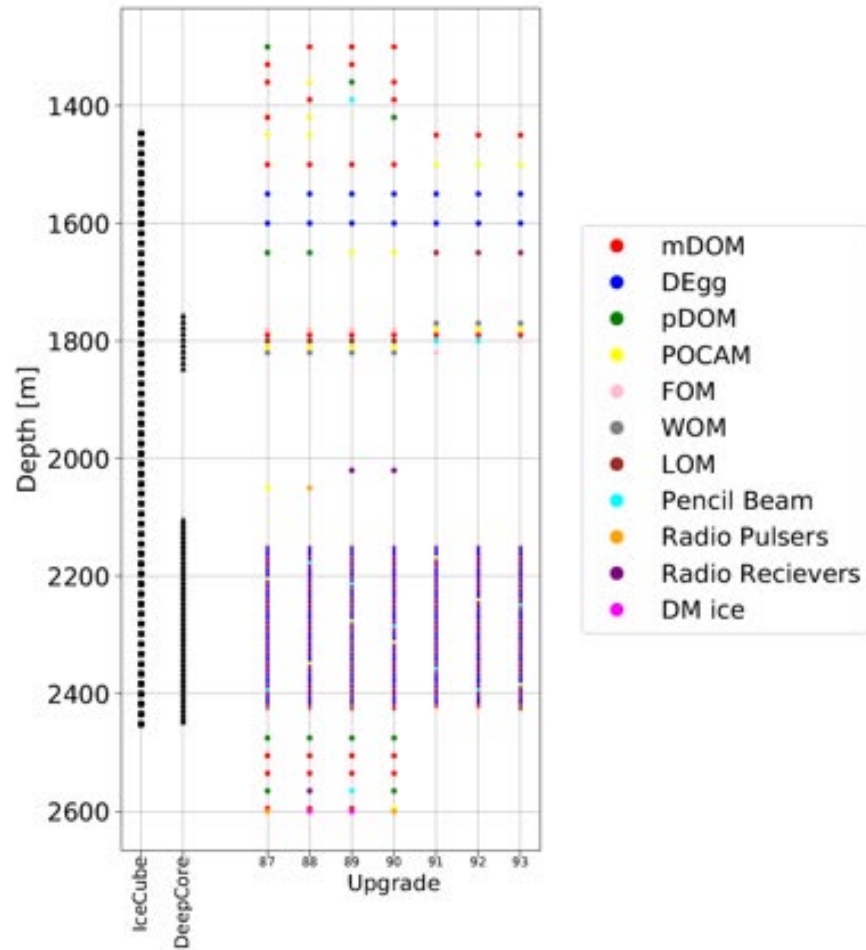 1400
1600
1800
2000
2200
2400
2600
Depth [m]
IceCube
DeepCore
87 88 89 90 91 92 93
Upgrade
mDOM
DEgg
pDOM
POCAM
FOM
WOM
LOM
Pencil Beam
Radio Pulsers
Radio Recievers
DM ice